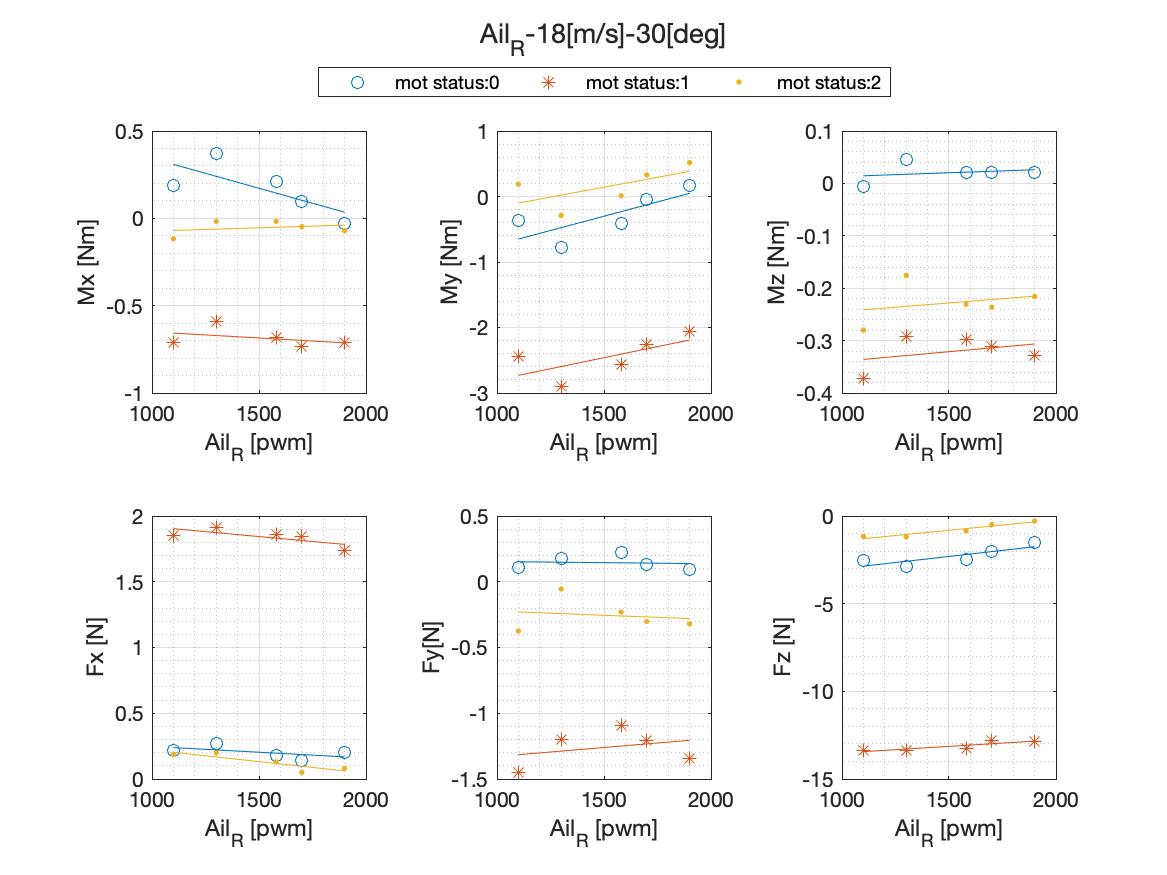 Ail_R-18[m/s]-30[deg]
mot status:0 mot status:1 mot status:2
0.5 0 -0.5 -1
Mx [Nm]
1000 1500 2000
Ail_R [pwm]
1 0 -1 -2 -3
My [Nm]
1000 1500 2000
Ail_R [pwm]
0.1 0 -0.1 -0.2 -0.3 -0.4
Mz [Nm]
1000 1500 2000
Ail_R [pwm]
2 1.5 1 0.5 0
Fx [N]
1000 1500 2000
Ail_R [pwm]
0.5 0 -0.5 -1 -1.5
Fy[N]
1000 1500 2000
Ail_R [pwm]
0 -5 -10 -15
Fz [N]
1000 1500 2000
Ail_R [pwm]